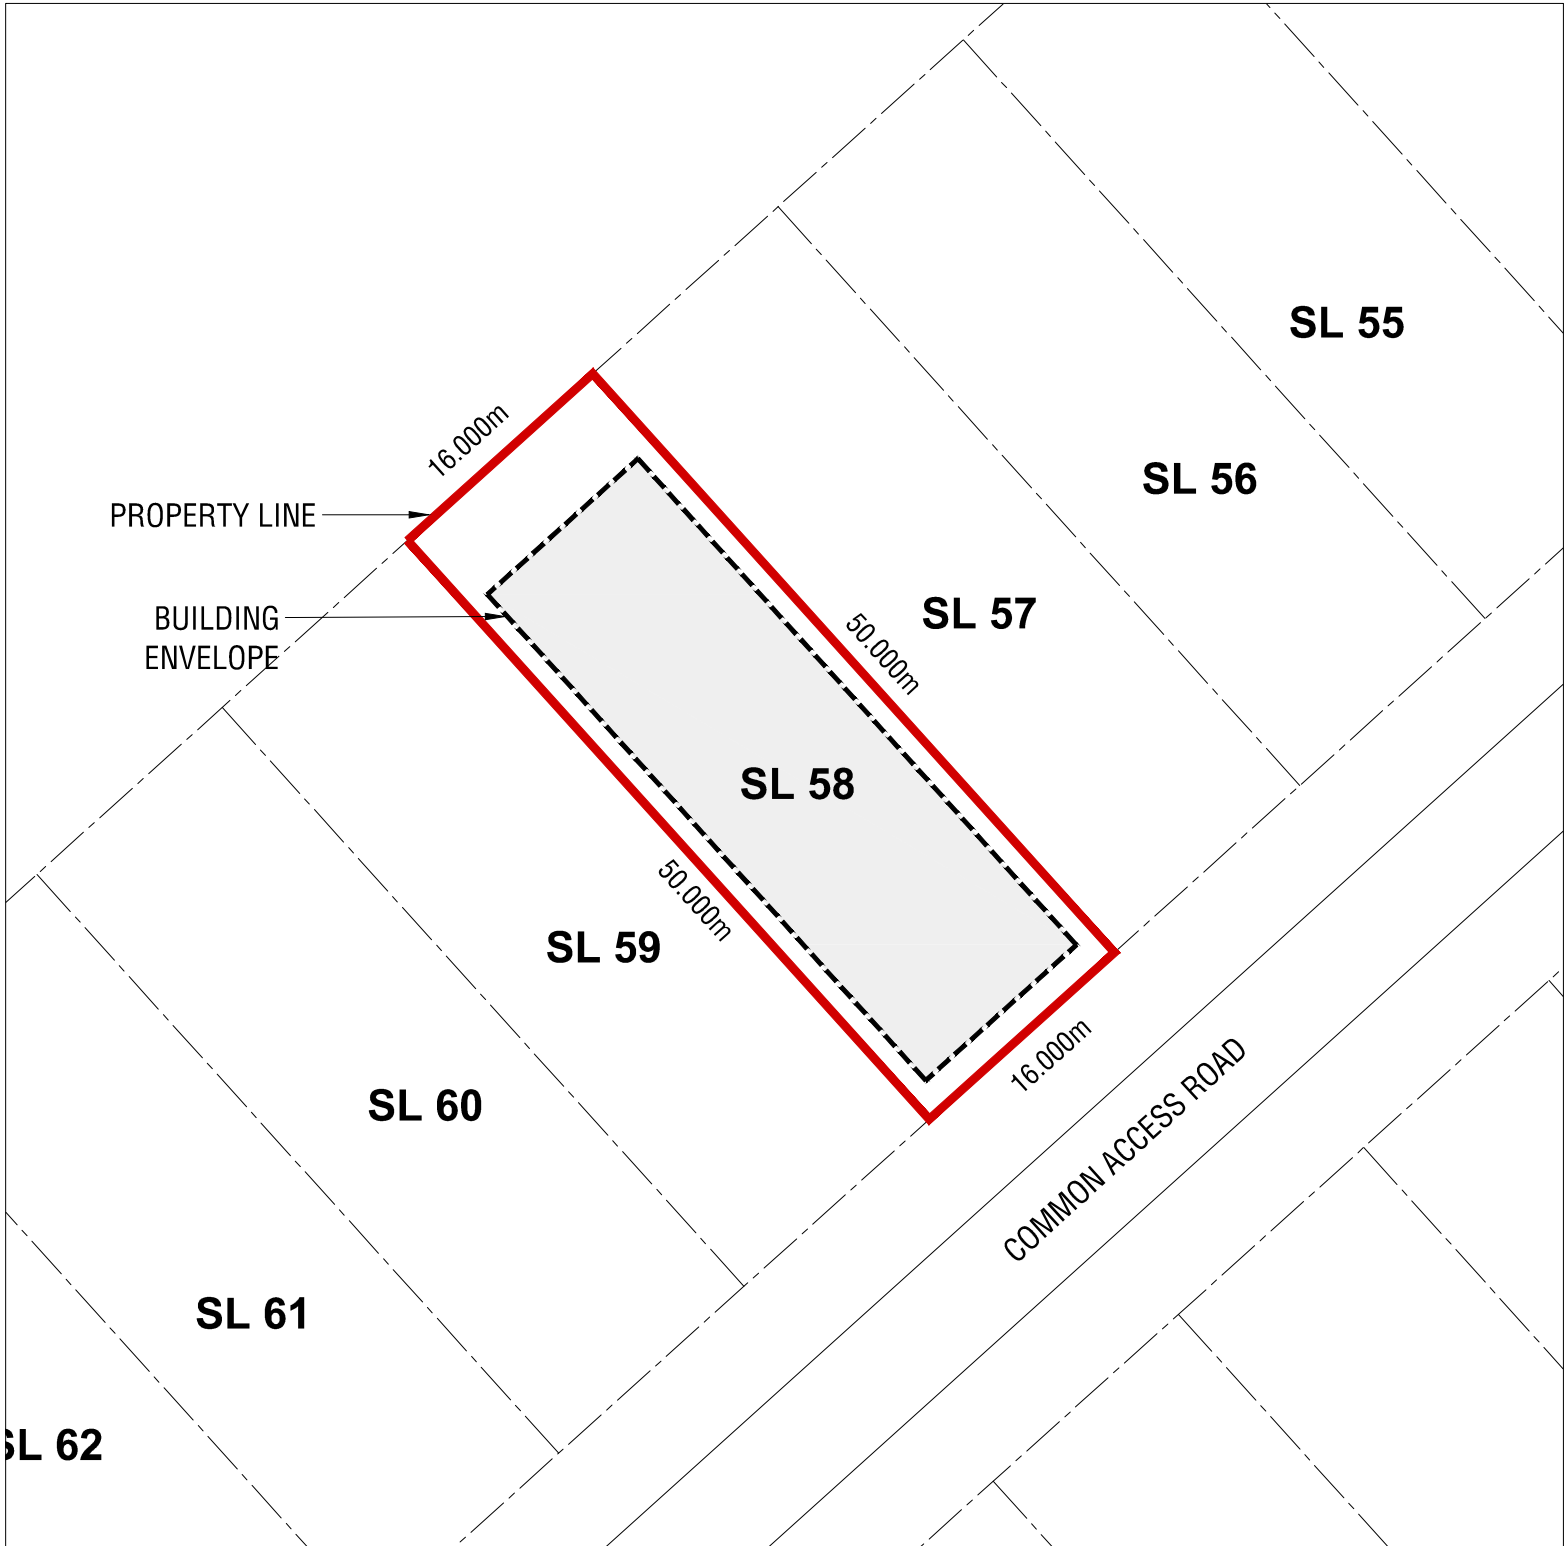 SL 55
16.000m
SL 56
PROPERTY LINE
BUILDING
ENVELOPE
SL 57
50.000m
SL 58
50.000m
SL 59
16.000m
COMMON ACCESS ROAD
SL 60
SL 61
SL 62